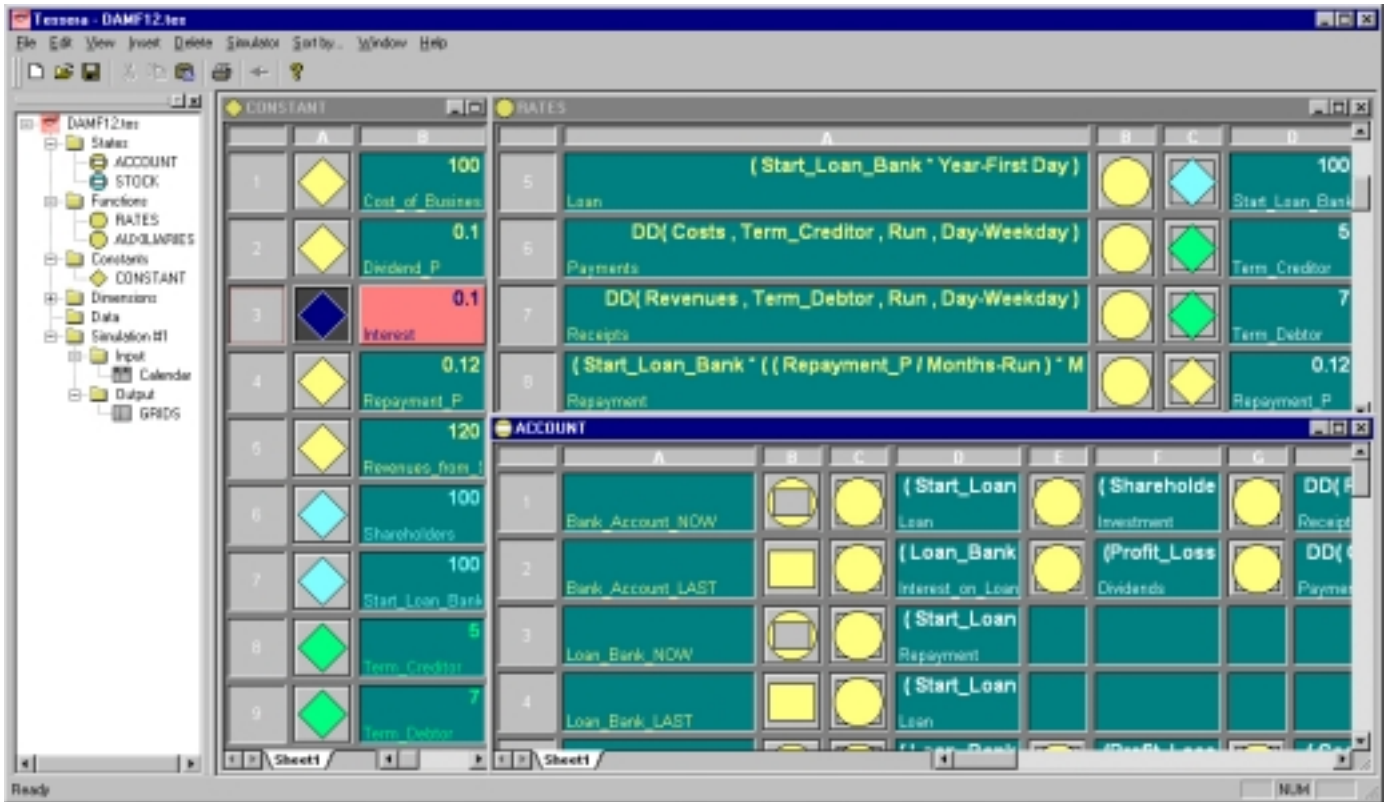 Tessera - DAMF12.tes
File Edit View Insert Delete Simulator Sort by... Window Help
DAMF12.tes
States
ACCOUNT
STOCK
Functions
RATES
AUXILIARIES
Constants
CONSTANT
Dimensions
Data
Simulation #1
Input
Calendar
Output
GRIDS
CONSTANT
A B
1 100
Cost_of_Busines
2 0.1
Dividend_P
3 0.1
Interest
4 0.12
Repayment_P
5 120
Revenues_from_
6 100
Shareholders
7 100
Start_Loan_Bank
8 5
Term_Creditor
9 7
Term_Debtor
Sheet1
RATES
A B C D
5 ( Start_Loan_Bank * Year-First Day ) 100
Loan Start_Loan_Bank
6 DD( Costs , Term_Creditor , Run , Day-Weekday ) 5
Payments Term_Creditor
7 DD( Revenues , Term_Debtor , Run , Day-Weekday ) 7
Receipts Term_Debtor
8 ( Start_Loan_Bank * ( ( Repayment_P / Months-Run ) * M 0.12
Repayment Repayment_P
ACCOUNT
A B C D E F G
1 ( Start_Loan ( Shareholde DD( F
Bank_Account_NOW Loan Investment Receipt
2 ( Loan_Bank (Profit_Loss DD( C
Bank_Account_LAST Interest_on_Loan Dividends Paymen
3 ( Start_Loan
Loan_Bank_NOW Repayment
4 ( Start_Loan
Loan_Bank_LAST Loan
Sheet1
Ready NUM